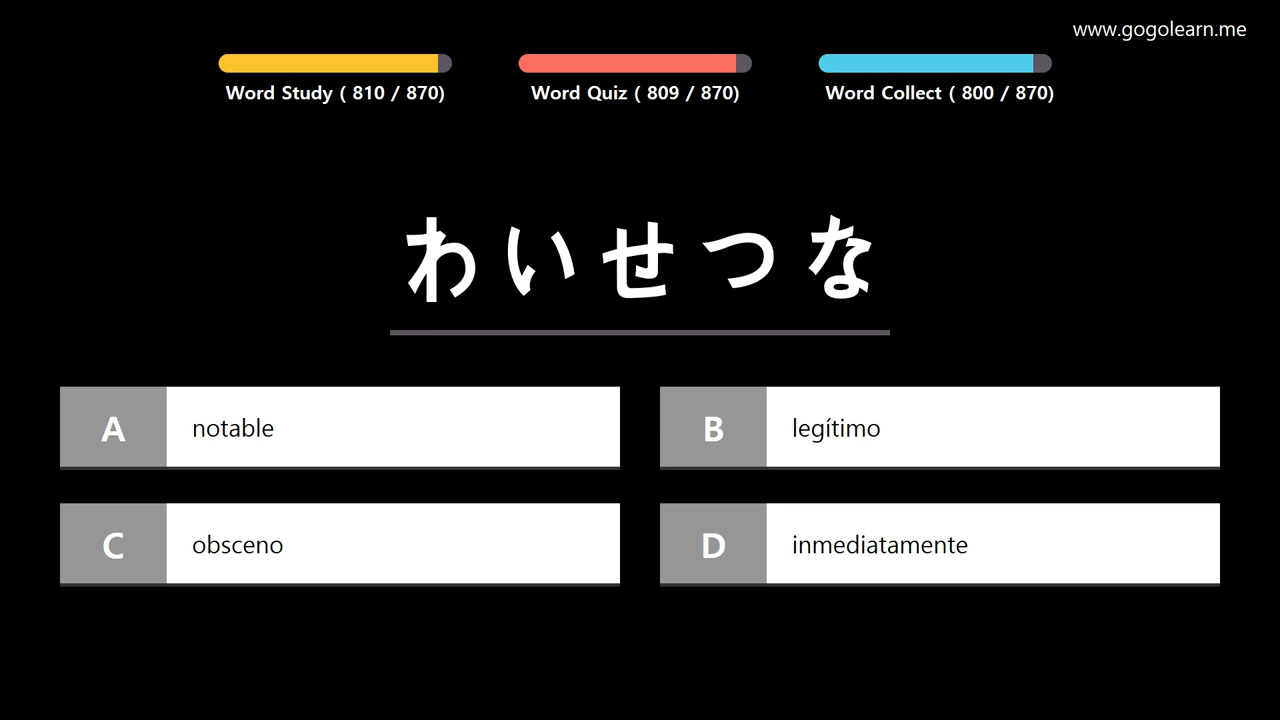 www.gogolearn.me
Word Study ( 810 / 870)
Word Quiz ( 809 / 870)
Word Collect ( 800 / 870)
わいせつな
A notable
B legítimo
C obsceno
D inmediatamente